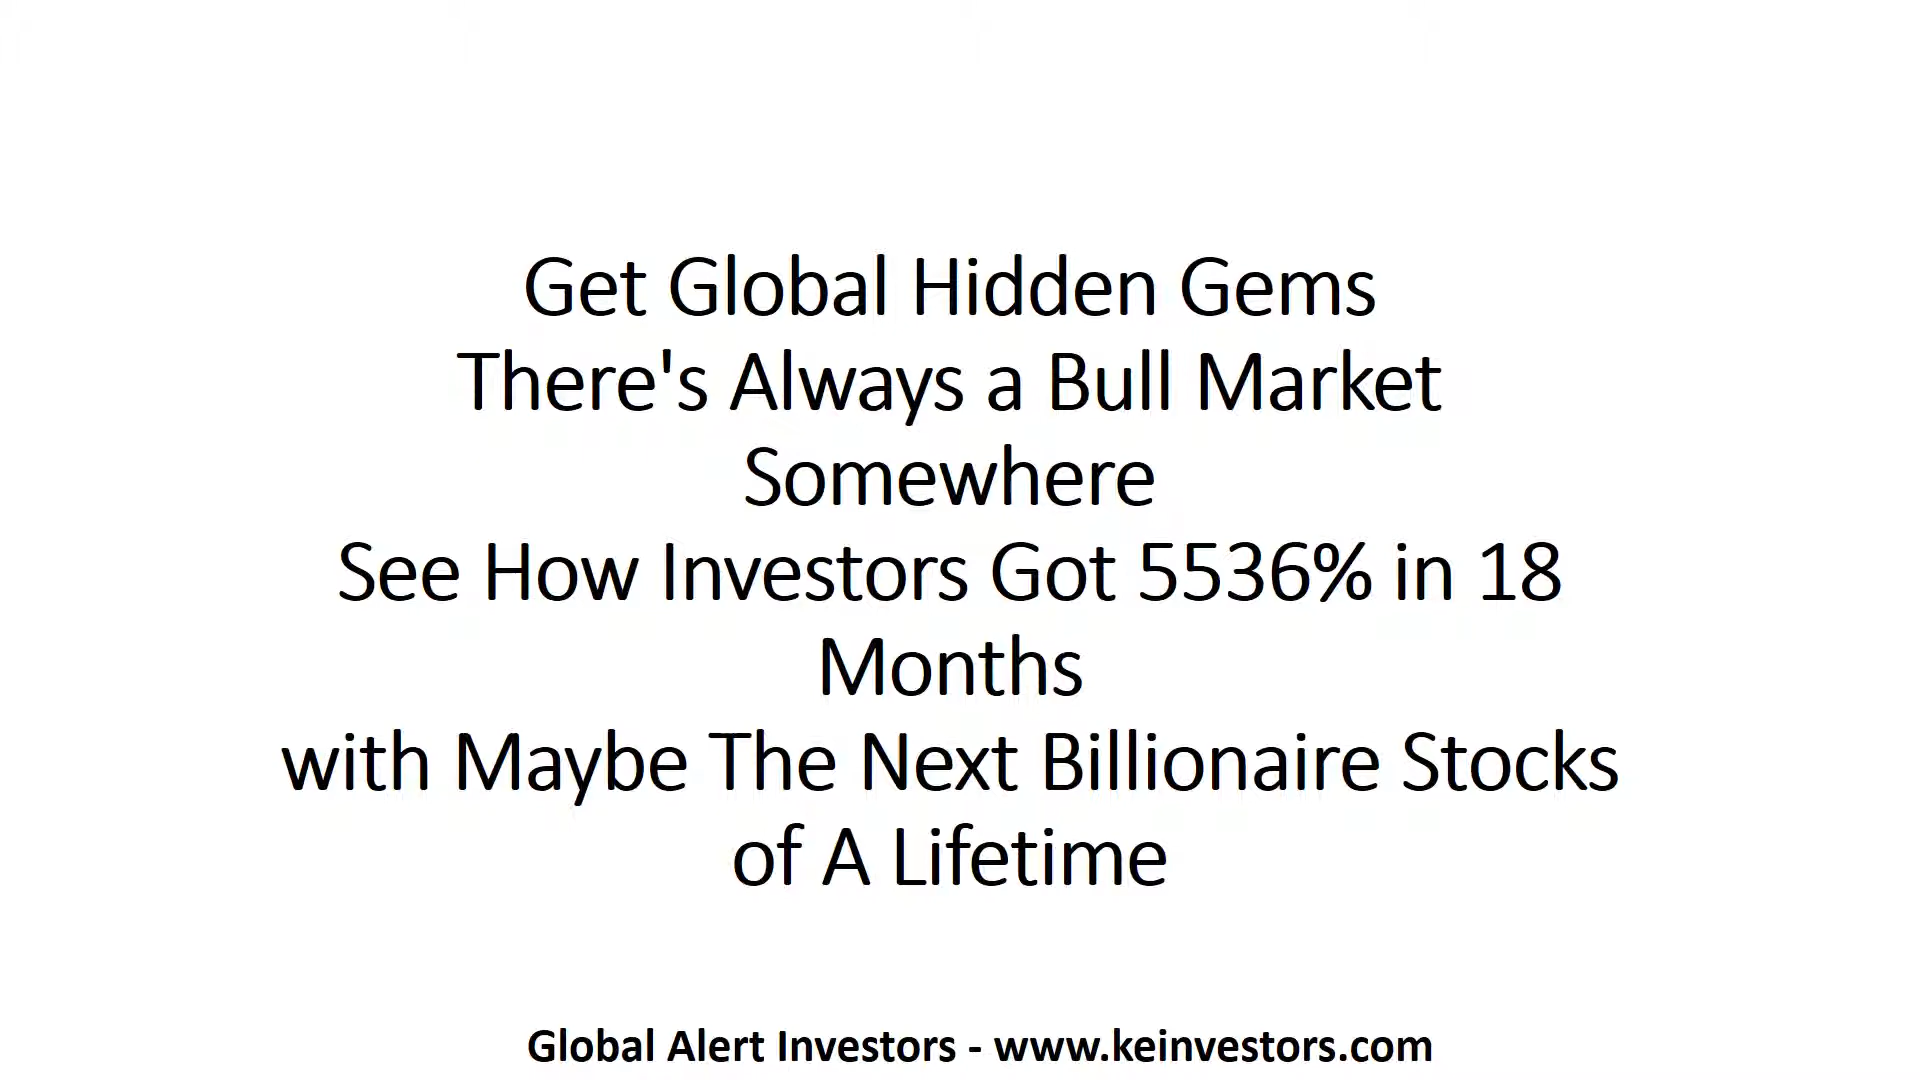 Get Global Hidden Gems
There's Always a Bull Market
Somewhere
See How Investors Got 5536% in 18
Months
with Maybe The Next Billionaire Stocks
of A Lifetime
Global Alert Investors - www.keinvestors.com